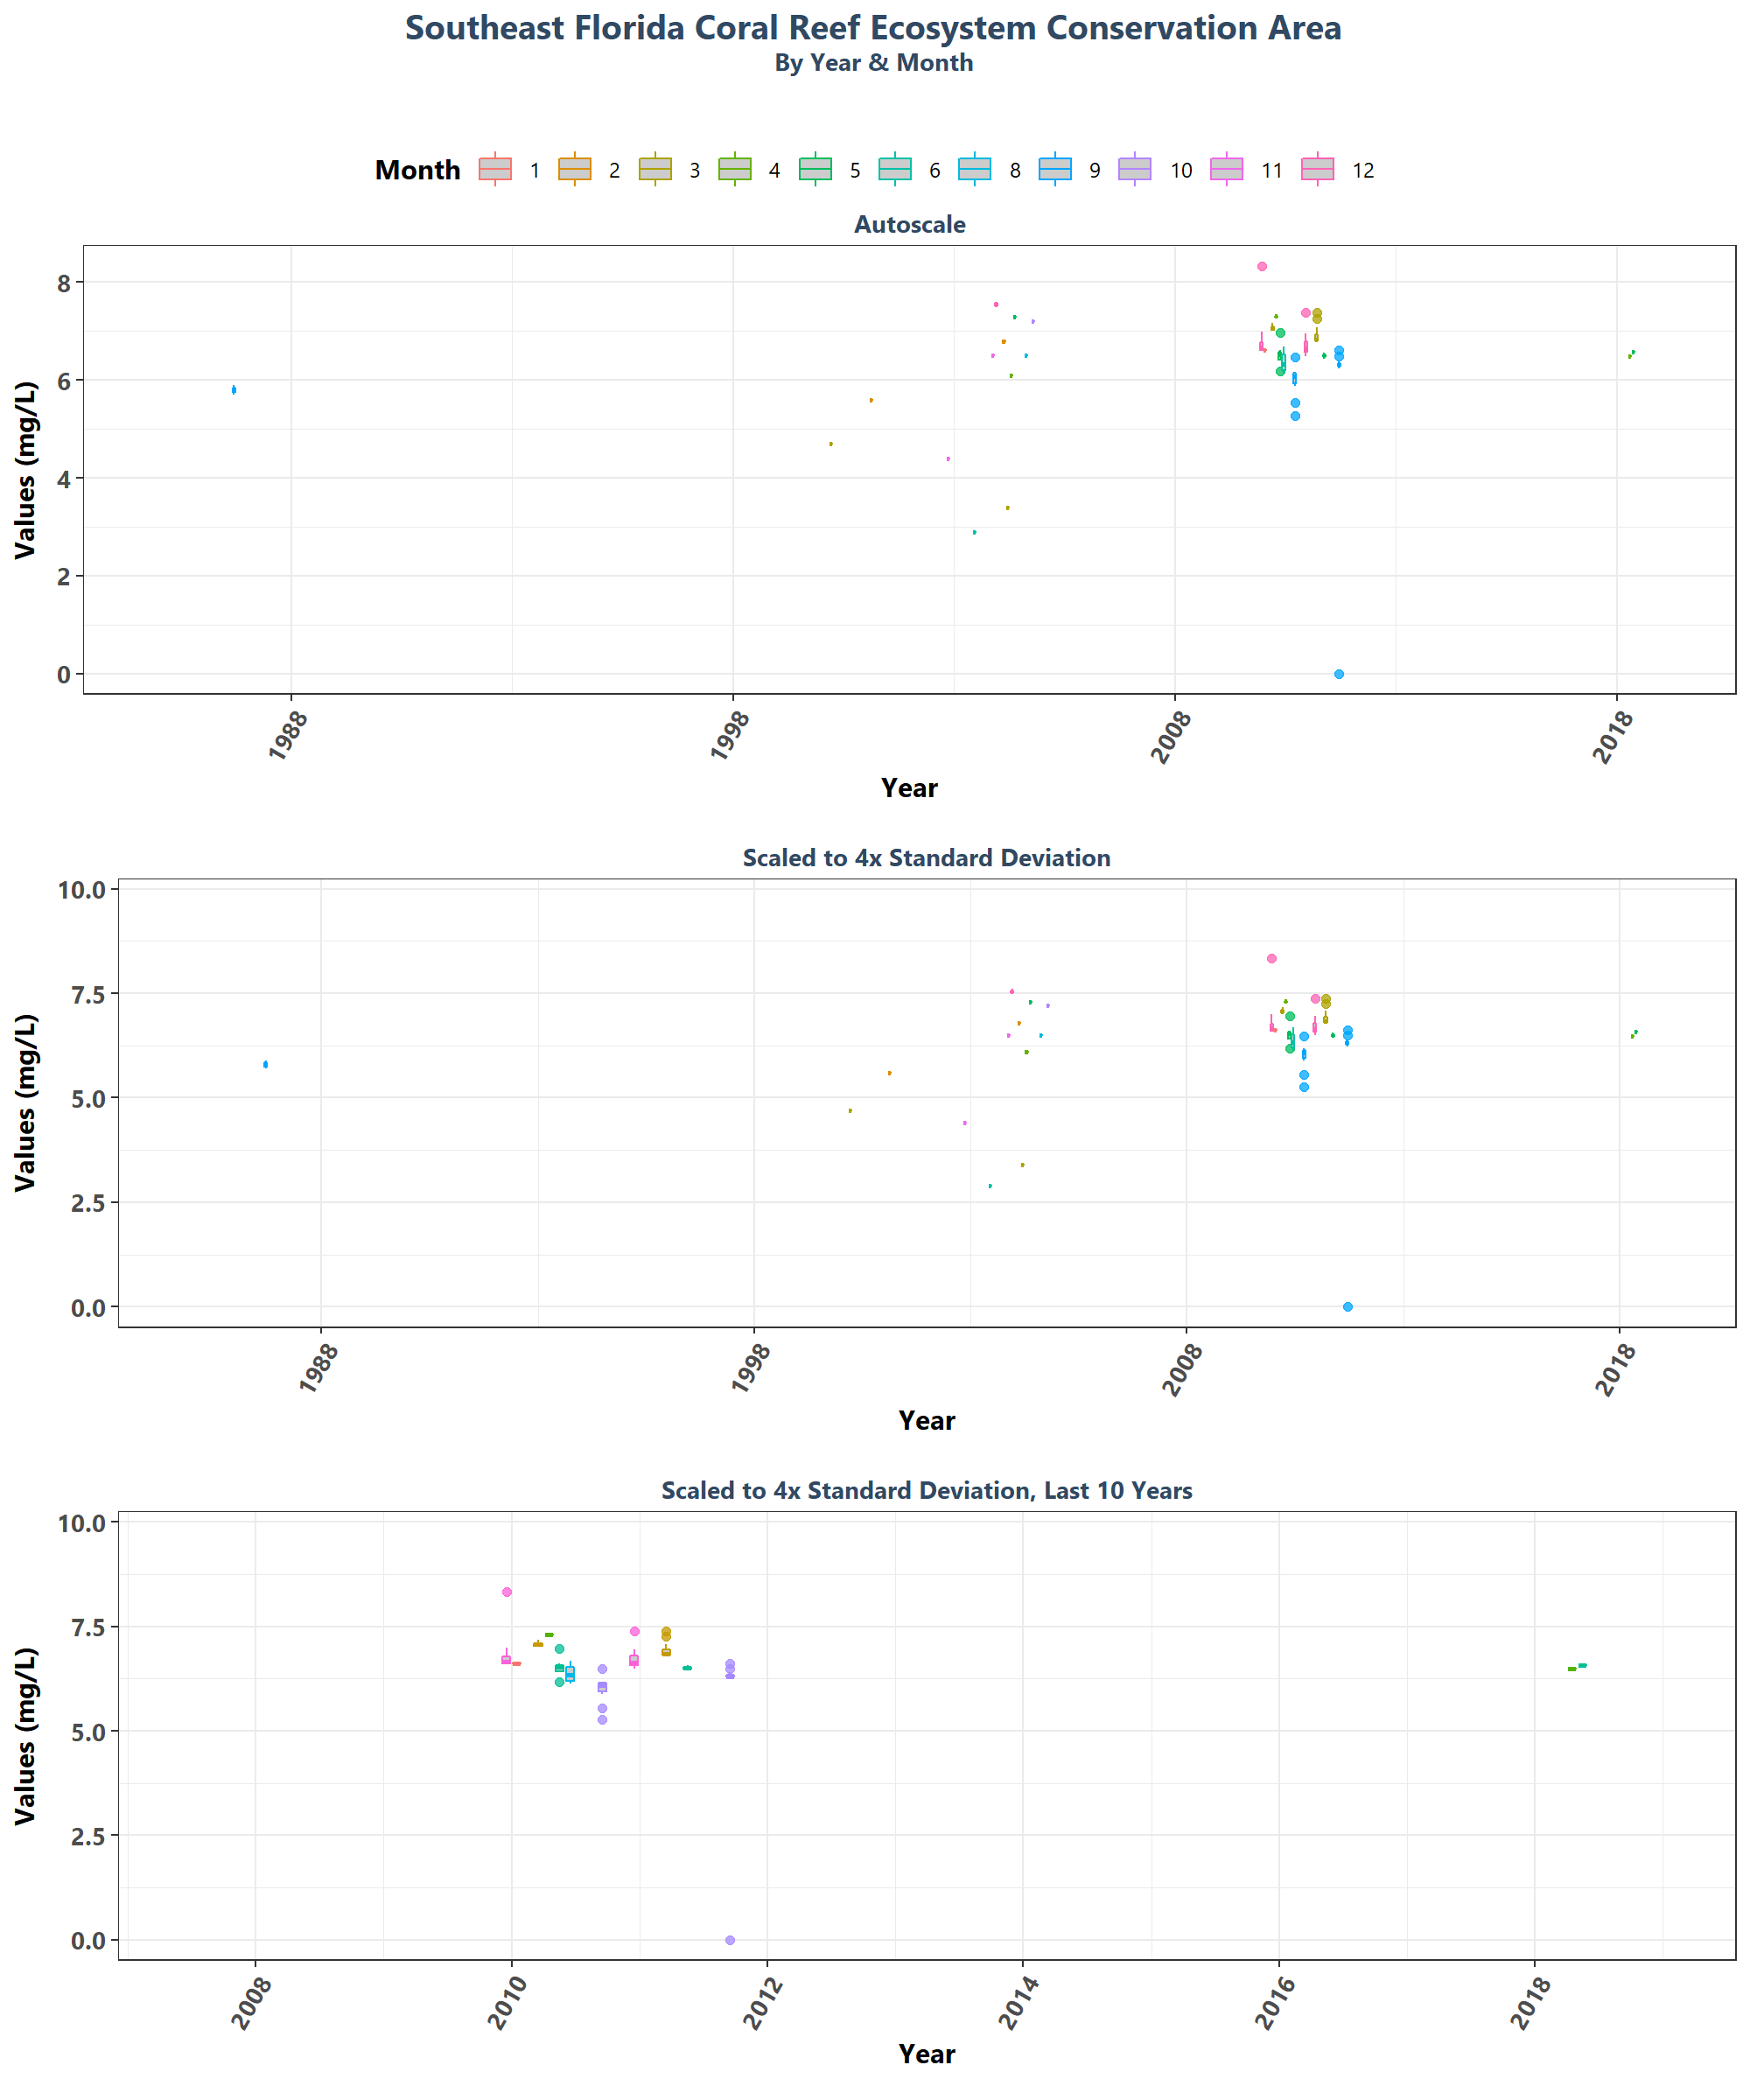 Southeast Florida Coral Reef Ecosystem Conservation Area
By Year & Month
Month 1 2 3 4 5 6 8 9 10 11 12
Autoscale
8
6
4
2
0
Values (mg/L)
1988 1998 2008 2018
Year
Scaled to 4x Standard Deviation
10.0
7.5
5.0
2.5
0.0
Values (mg/L)
1988 1998 2008 2018
Year
Scaled to 4x Standard Deviation, Last 10 Years
10.0
7.5
5.0
2.5
0.0
Values (mg/L)
2008 2010 2012 2014 2016 2018
Year